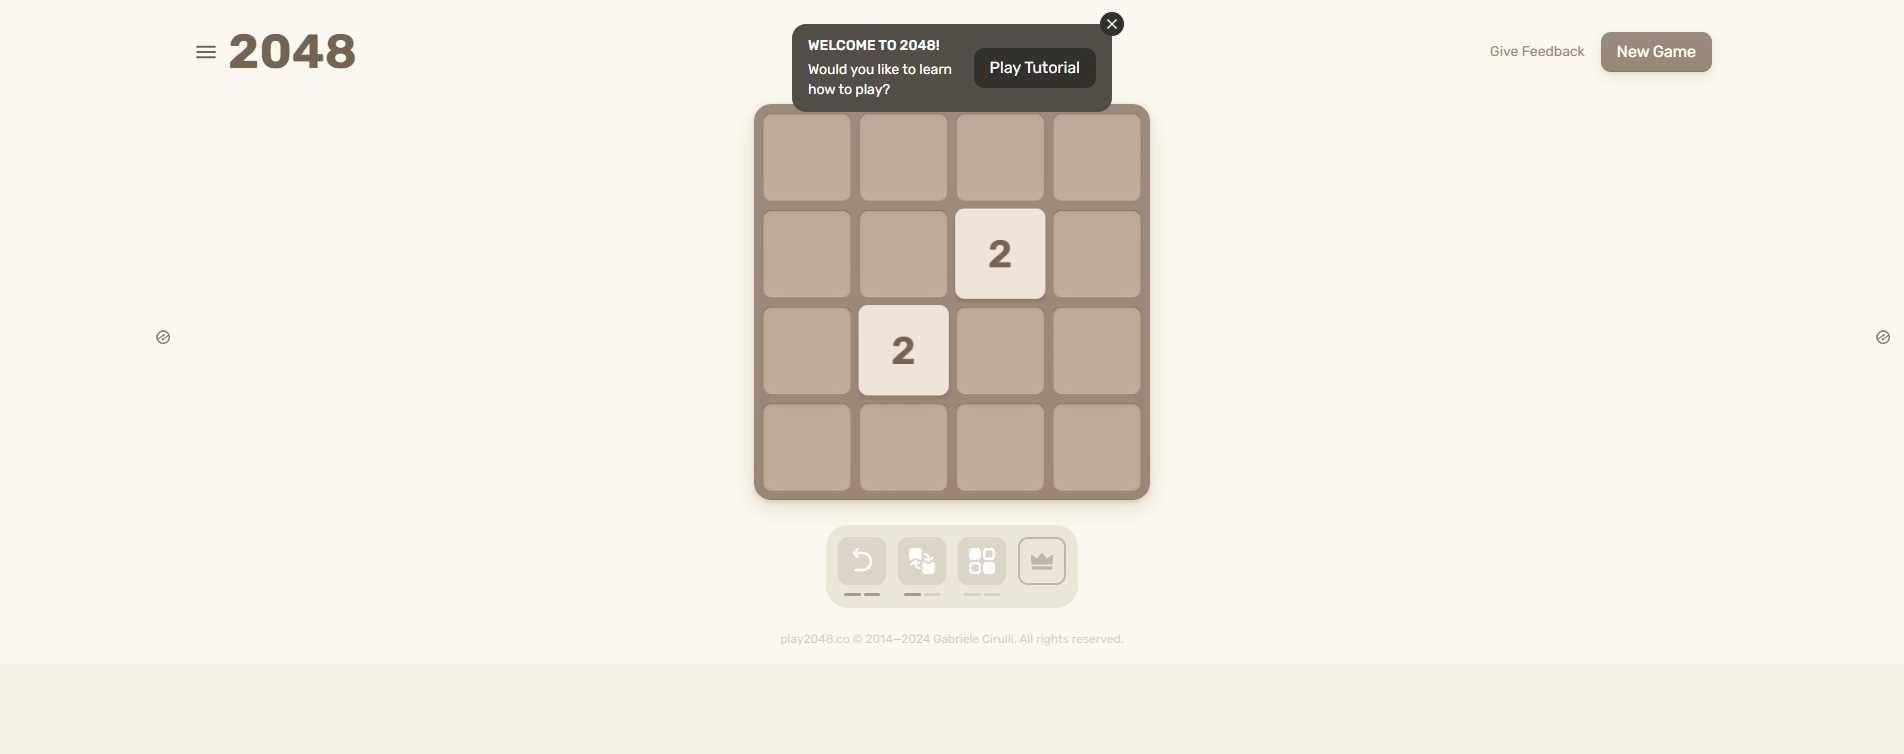 2048
WELCOME TO 2048!
Would you like to learn
how to play?
Play Tutorial
Give Feedback
New Game
2
2
play2048.co © 2014—2024 Gabriele Cirulli. All rights reserved.